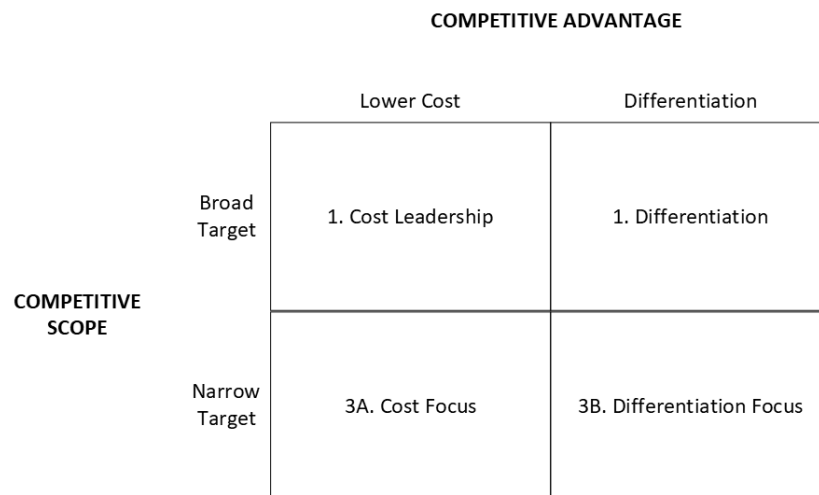 COMPETITIVE ADVANTAGE
Lower Cost
Differentiation
Broad
Target
1. Cost Leadership
1. Differentiation
COMPETITIVE
SCOPE
Narrow
Target
3A. Cost Focus
3B. Differentiation Focus